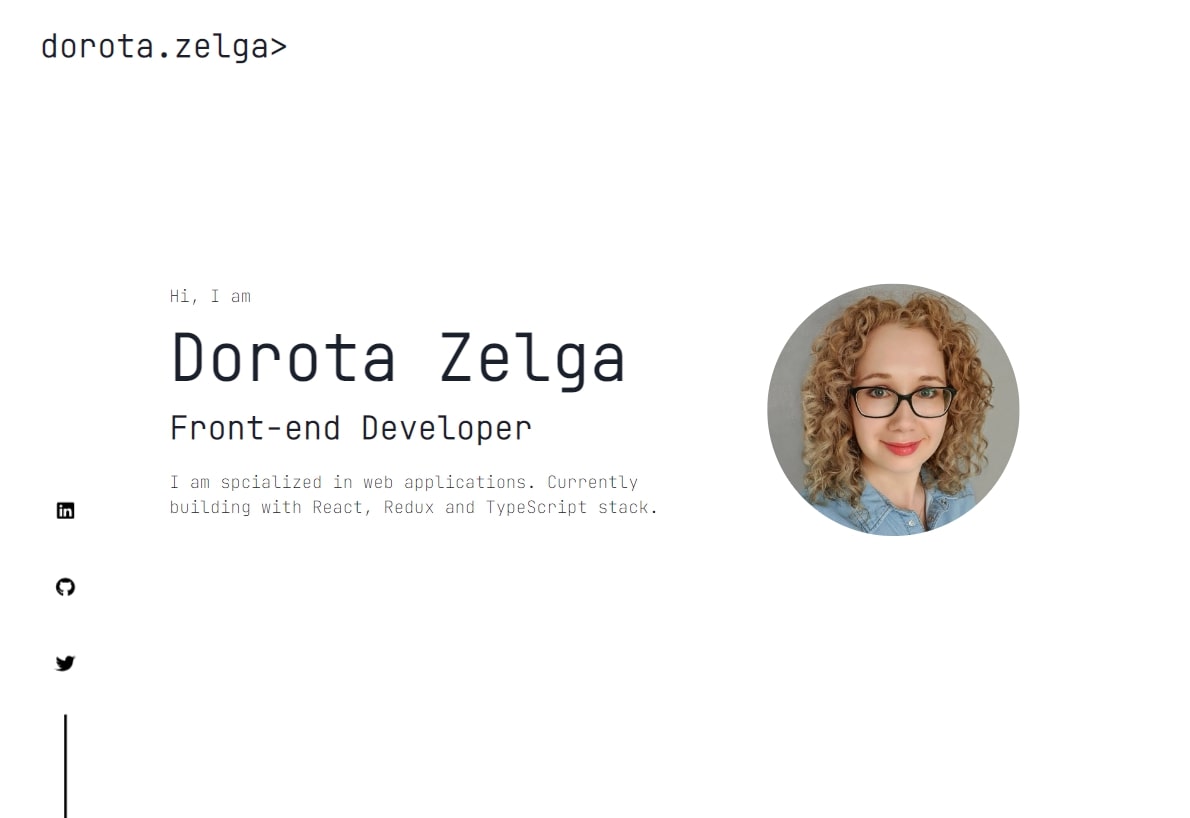 dorota.zelga>
Hi, I am
Dorota Zelga
Front-end Developer
I am spcialized in web applications. Currently
building with React, Redux and TypeScript stack.
in